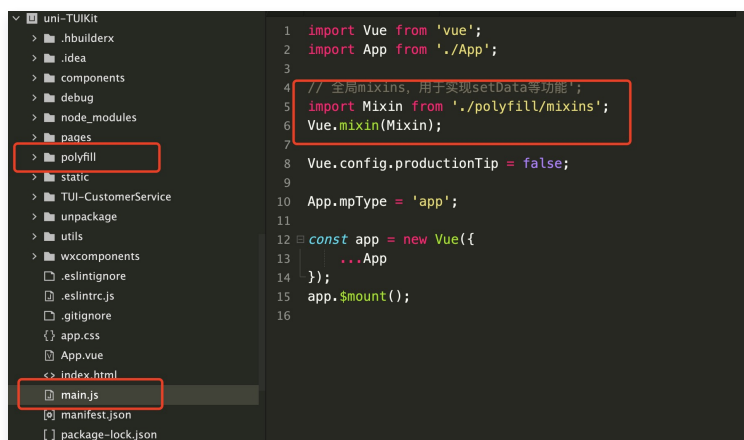 uni-TUIKit
.hbuilderx
.idea
components
debug
node_modules
pages
polyfill
static
TUI-CustomerService
unpackage
utils
wxcomponents
.eslintignore
.eslintrc.js
.gitignore
app.css
App.vue
index.html
main.js
manifest.json
package-lock.json
1 import Vue from 'vue';
2 import App from './App';
3
4 // 全局mixins，用于实现setData等功能';
5 import Mixin from './polyfill/mixins';
6 Vue.mixin(Mixin);
7
8 Vue.config.productionTip = false;
9
10 App.mpType = 'app';
11
12 const app = new Vue({
13 ...App
14 });
15 app.$mount();
16